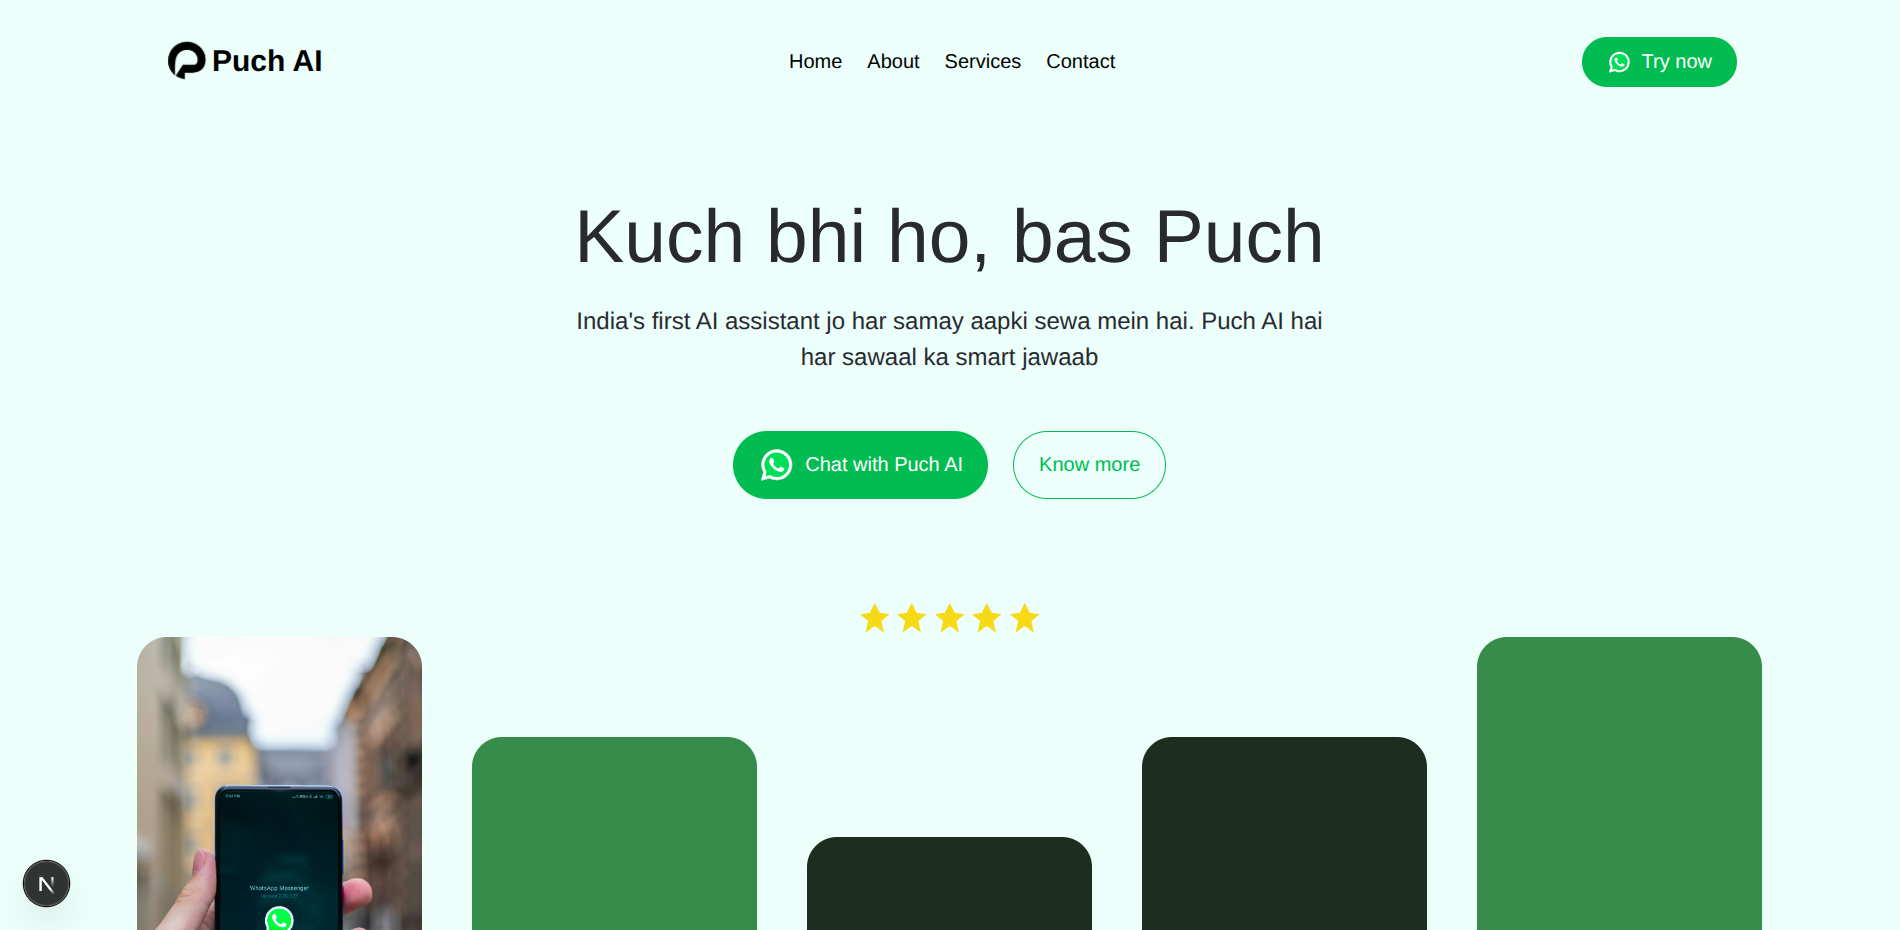 Puch AI
Home About Services Contact
Try now
Kuch bhi ho, bas Puch
India's first AI assistant jo har samay aapki sewa mein hai. Puch AI hai
har sawaal ka smart jawaab
Chat with Puch AI
Know more
WhatsApp Messenger
N